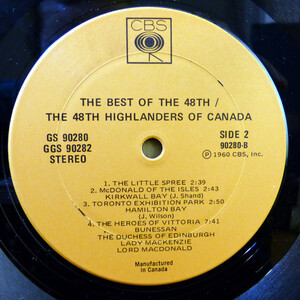 CBS
THE BEST OF THE 48TH /
THE 48TH HIGHLANDERS OF CANADA
GS 90280
GGS 90282
STEREO
SIDE 2
90280-B
℗ 1960 CBS, Inc.
1. THE LITTLE SPREE 2:39
2. McDONALD OF THE ISLES 2:43
KIRKWALL BAY (J. Shand)
3. TORONTO EXHIBITION PARK 2:34
HAMILTON BAY
(J. Wilson)
4. THE HEROES OF VITTORIA 7:41
BUNESSAN
THE DUCHESS OF EDINBURGH
LADY MACKENZIE
LORD MACDONALD
Manufactured
in Canada